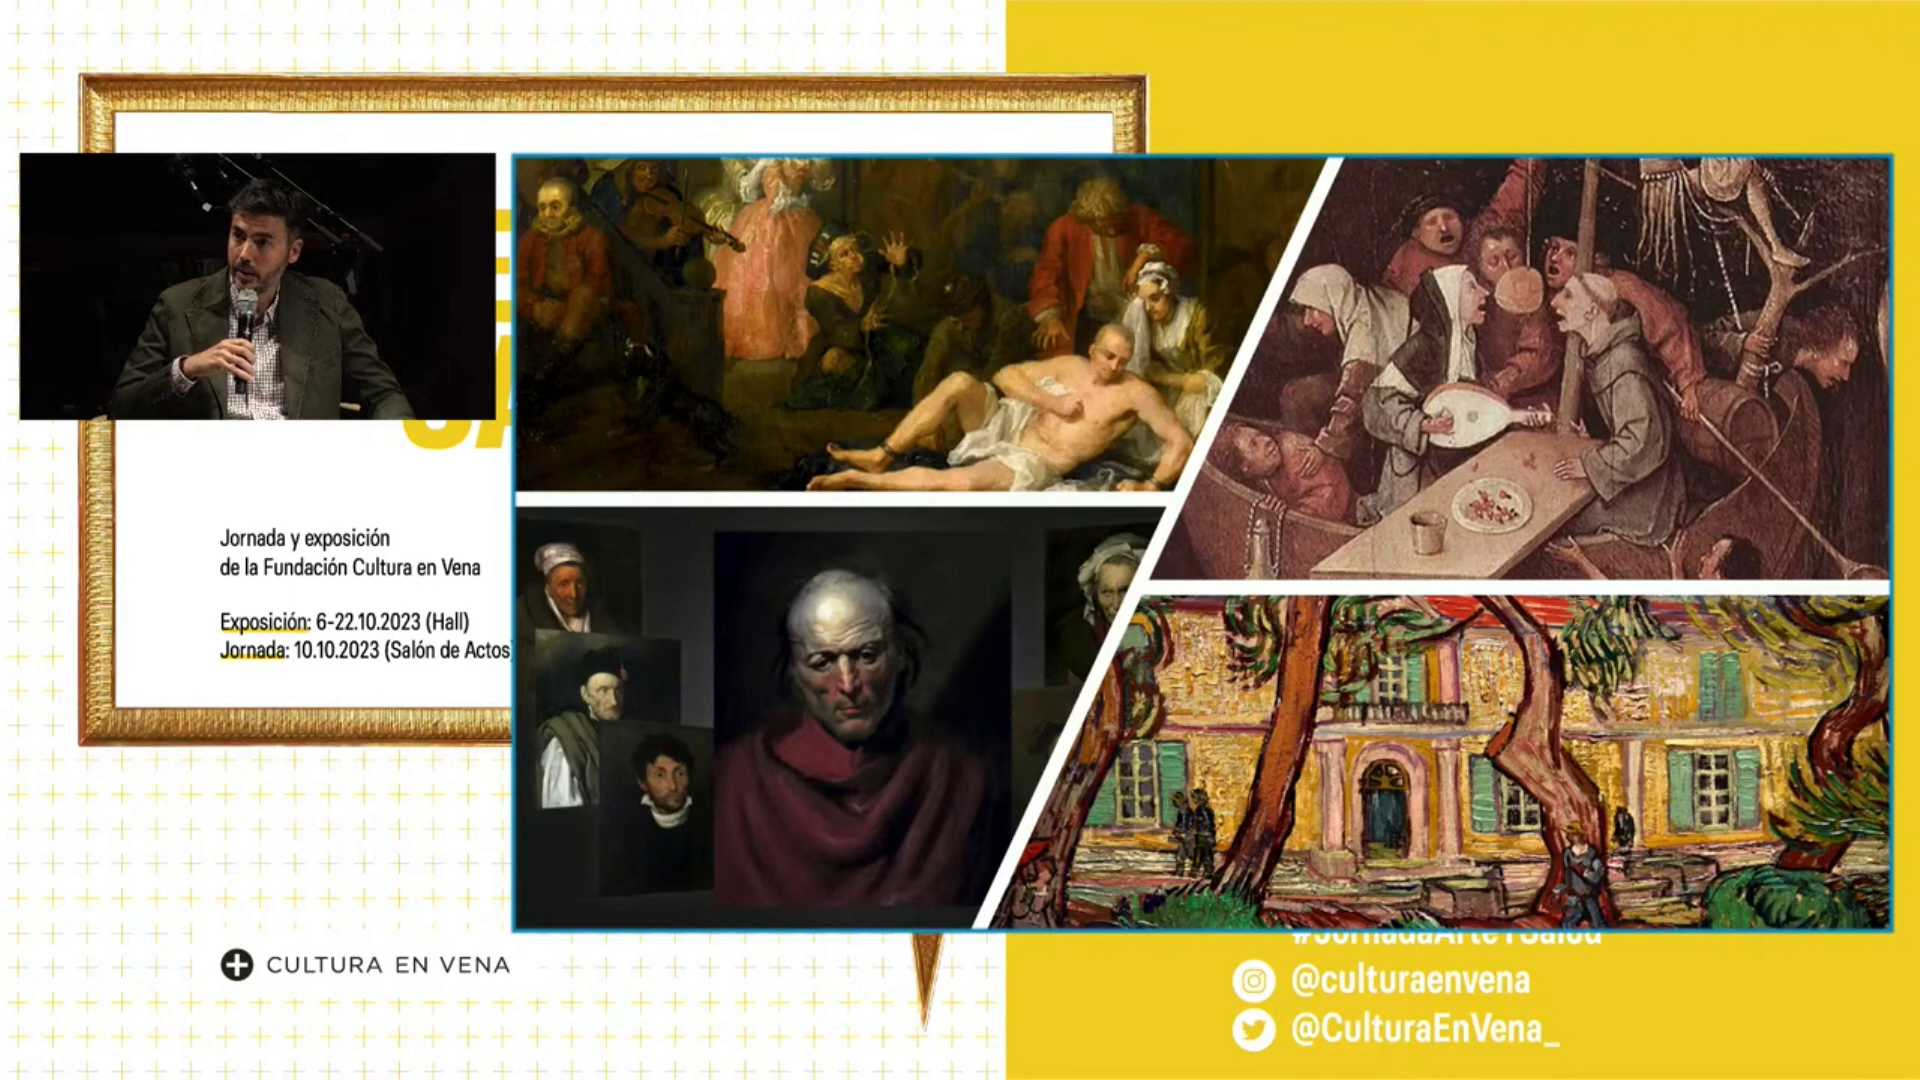 Jornada y exposición
de la Fundación Cultura en Vena
Exposición: 6-22.10.2023 (Hall)
Jornada: 10.10.2023 (Salón de Actos)
CULTURA EN VENA
#JornadaArteYSalud
@culturaenvena
@CulturaEnVena_